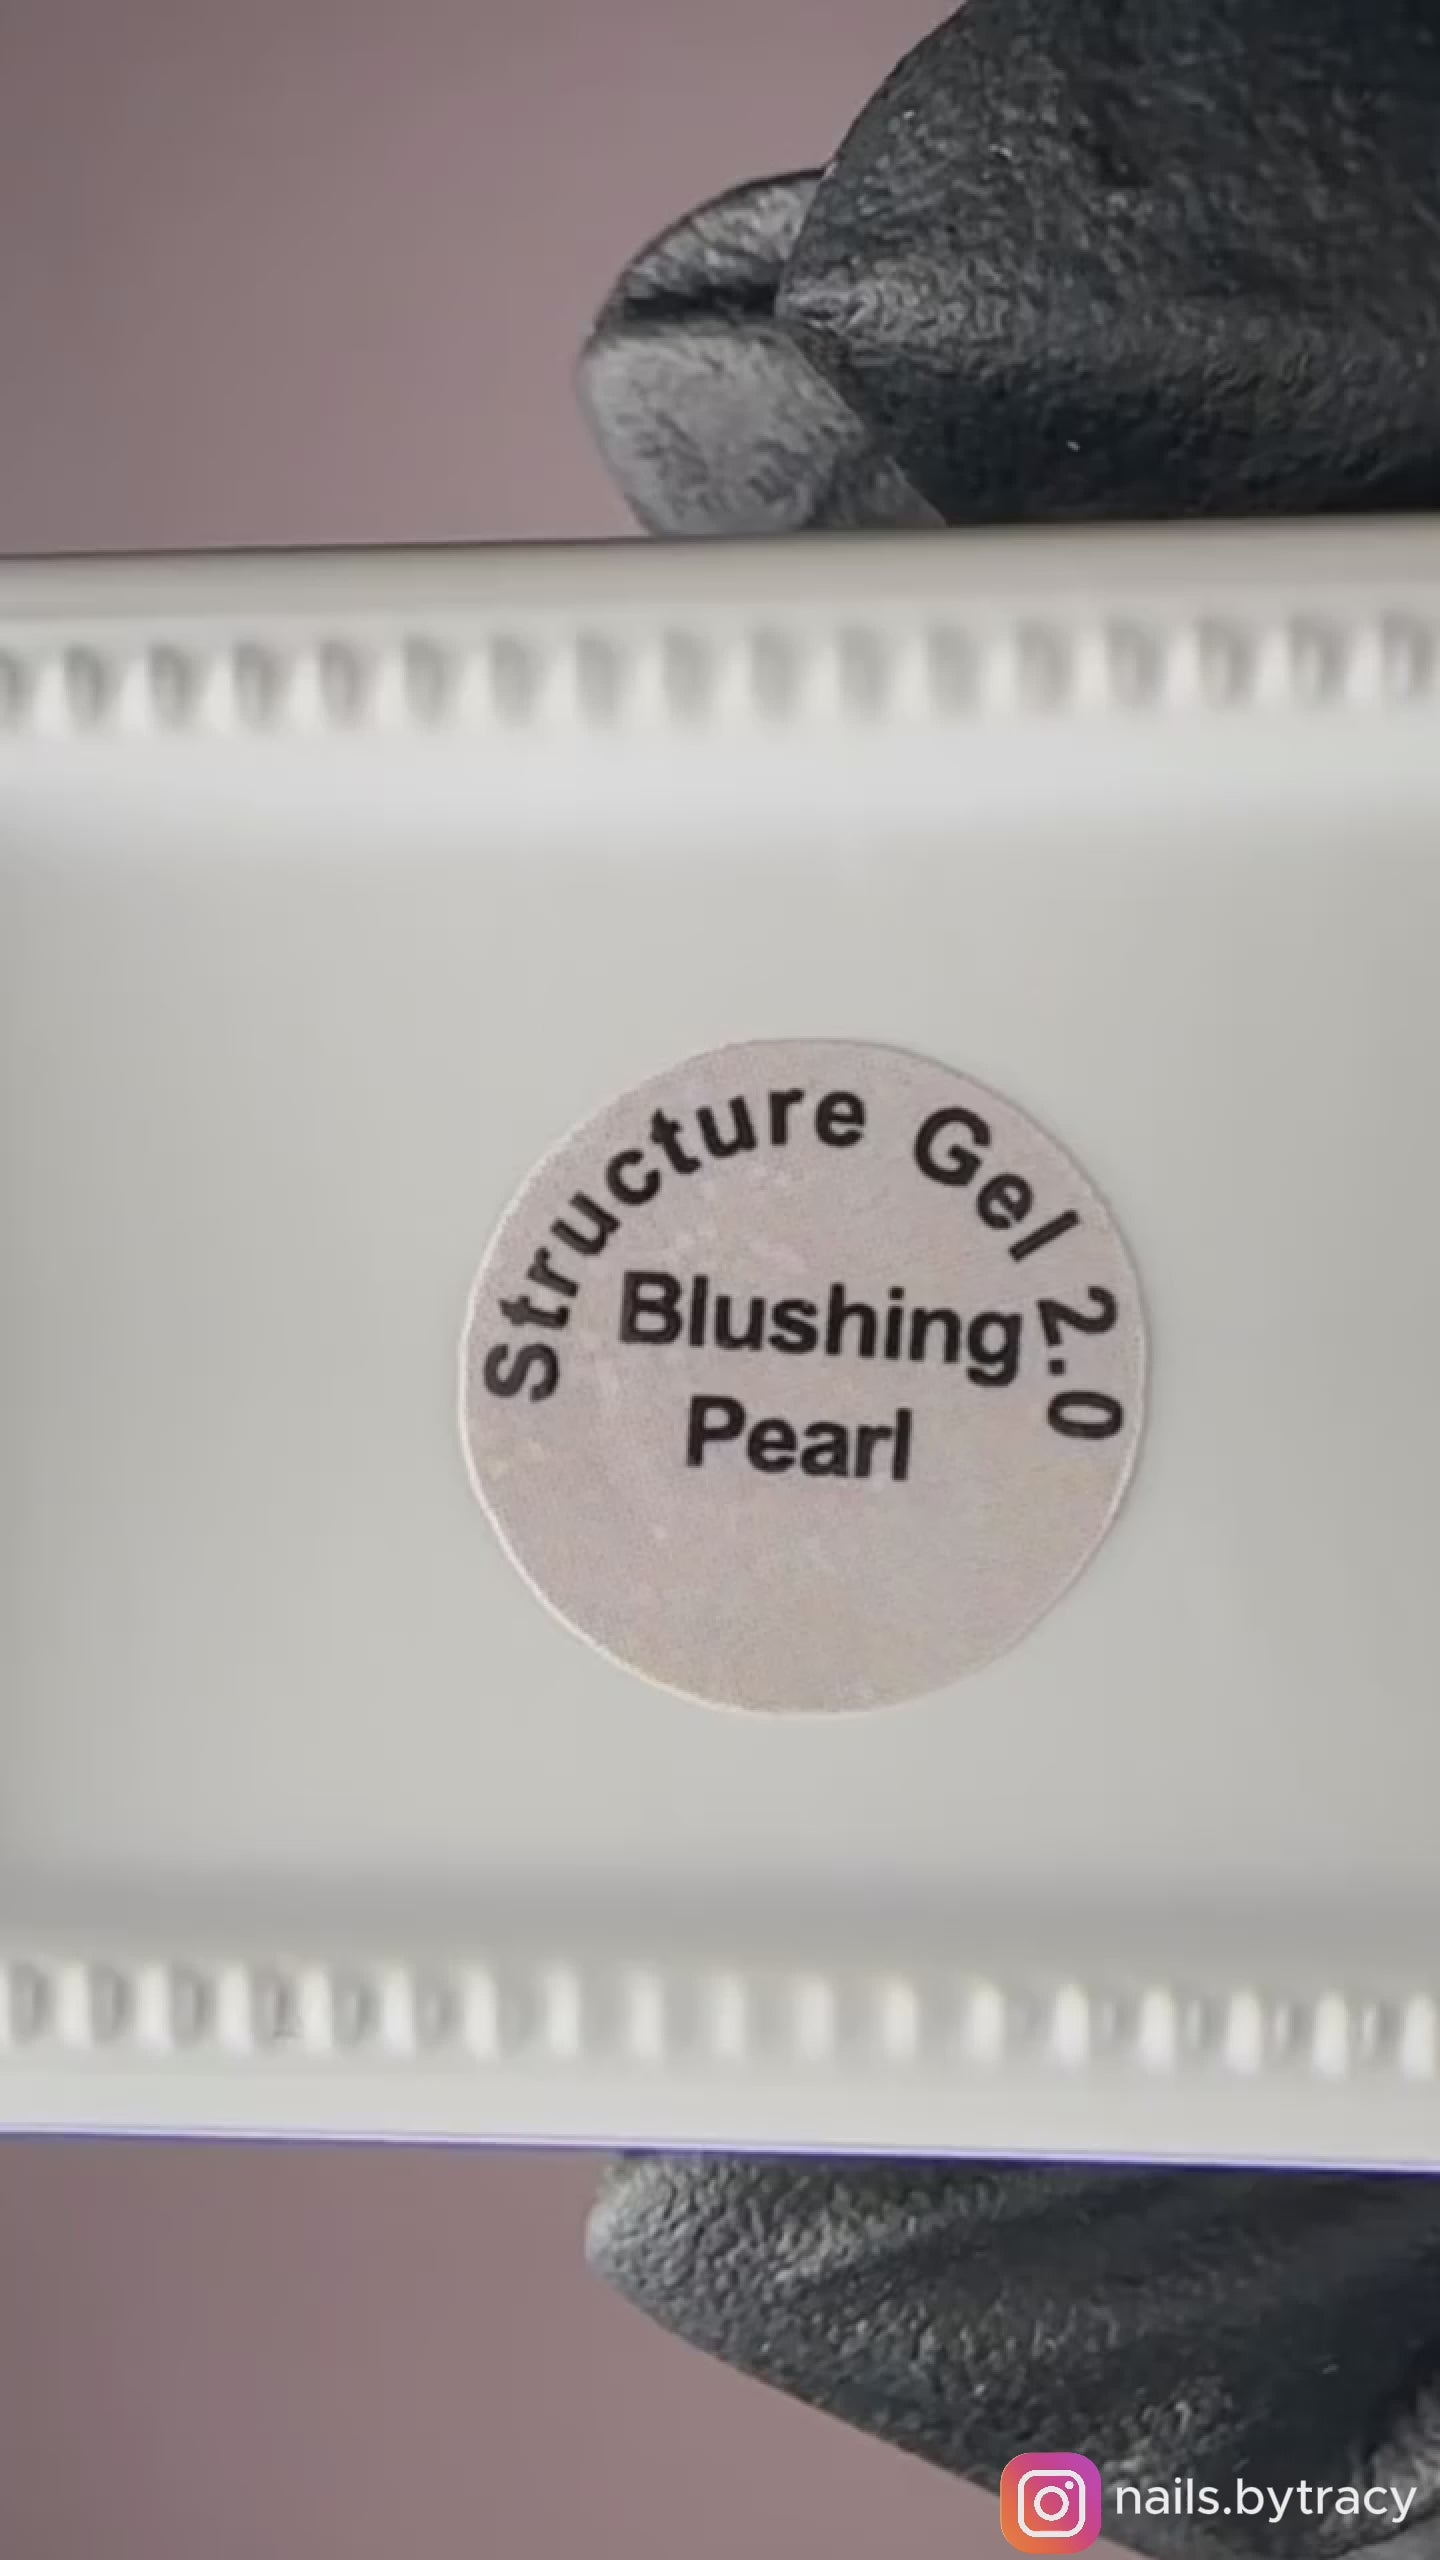 Structure Gel 2.0
Blushing
Pearl
nails.bytracy